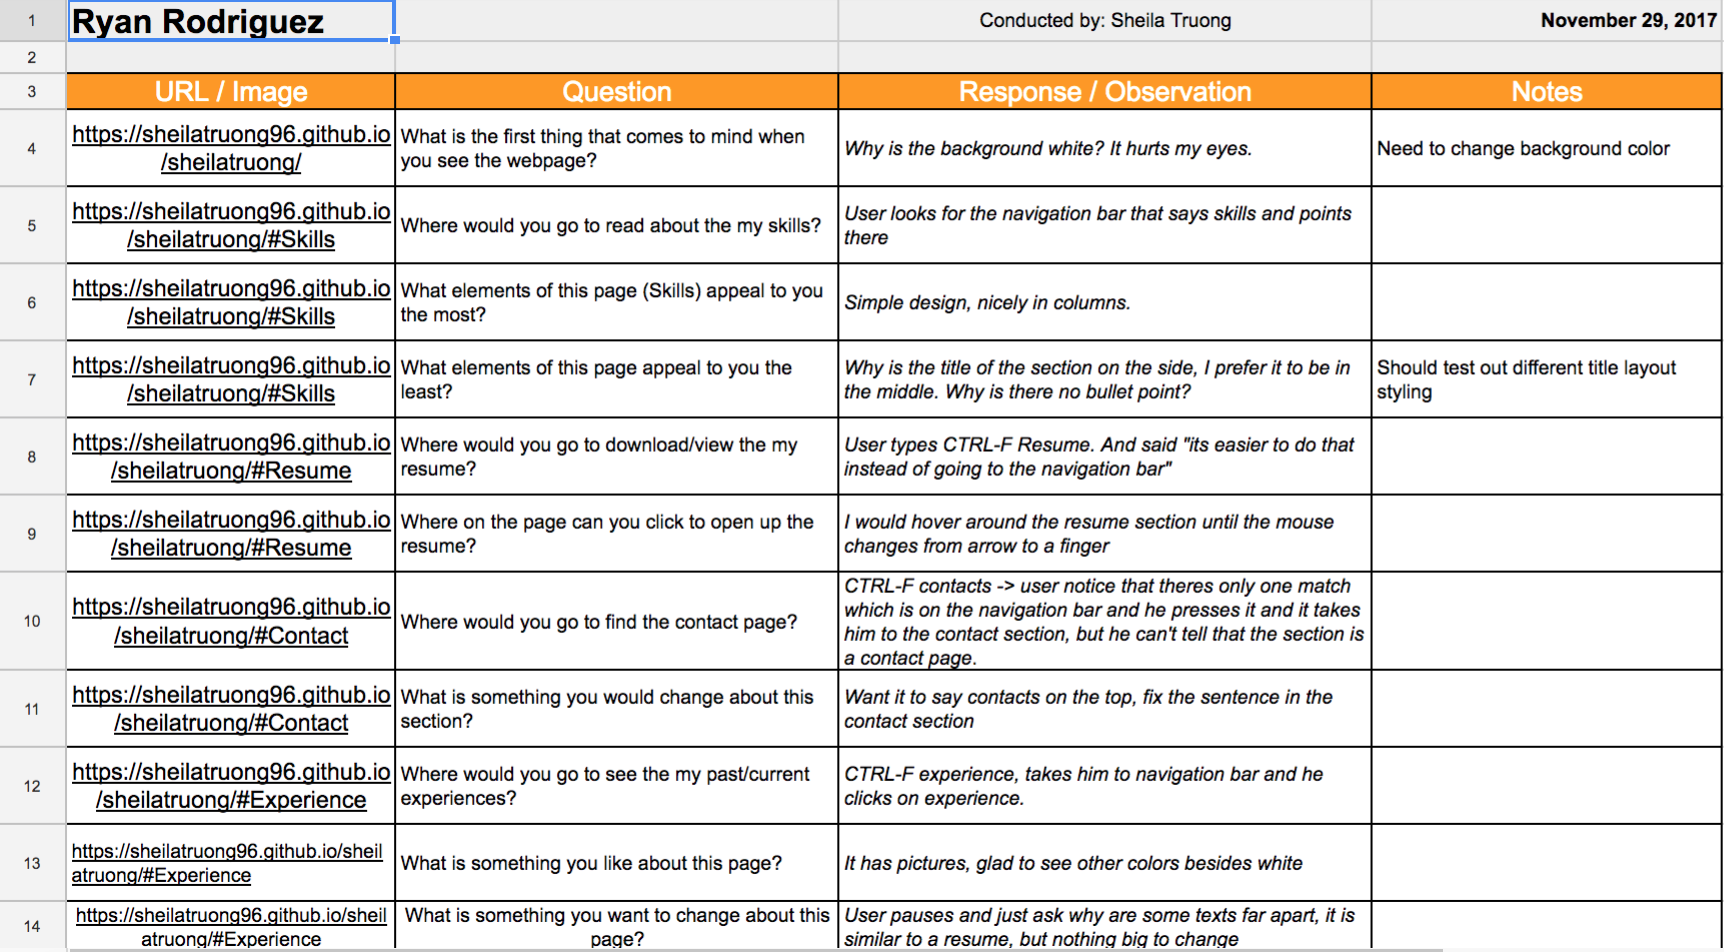 1 Ryan Rodriguez Conducted by: Sheila Truong November 29, 2017
2
3 URL / Image Question Response / Observation Notes
4
https://sheilatruong96.github.io
/sheilatruong/
What is the first thing that comes to mind when
you see the webpage?
Why is the background white? It hurts my eyes.
Need to change background color
5
https://sheilatruong96.github.io
/sheilatruong/#Skills
Where would you go to read about the my skills?
User looks for the navigation bar that says skills and points
there
6
https://sheilatruong96.github.io
/sheilatruong/#Skills
What elements of this page (Skills) appeal to you
the most?
Simple design, nicely in columns.
7
https://sheilatruong96.github.io
/sheilatruong/#Skills
What elements of this page appeal to you the
least?
Why is the title of the section on the side, I prefer it to be in
the middle. Why is there no bullet point?
Should test out different title layout
styling
8
https://sheilatruong96.github.io
/sheilatruong/#Resume
Where would you go to download/view the my
resume?
User types CTRL-F Resume. And said "its easier to do that
instead of going to the navigation bar"
9
https://sheilatruong96.github.io
/sheilatruong/#Resume
Where on the page can you click to open up the
resume?
I would hover around the resume section until the mouse
changes from arrow to a finger
10
https://sheilatruong96.github.io
/sheilatruong/#Contact
Where would you go to find the contact page?
CTRL-F contacts -> user notice that theres only one match
which is on the navigation bar and he presses it and it takes
him to the contact section, but he can't tell that the section is
a contact page.
11
https://sheilatruong96.github.io
/sheilatruong/#Contact
What is something you would change about this
section?
Want it to say contacts on the top, fix the sentence in the
contact section
12
https://sheilatruong96.github.io
/sheilatruong/#Experience
Where would you go to see the my past/current
experiences?
CTRL-F experience, takes him to navigation bar and he
clicks on experience.
13
https://sheilatruong96.github.io/sheil
atruong/#Experience
What is something you like about this page?
It has pictures, glad to see other colors besides white
14
https://sheilatruong96.github.io/sheil
atruong/#Experience
What is something you want to change about this
page?
User pauses and just ask why are some texts far apart, it is
similar to a resume, but nothing big to change